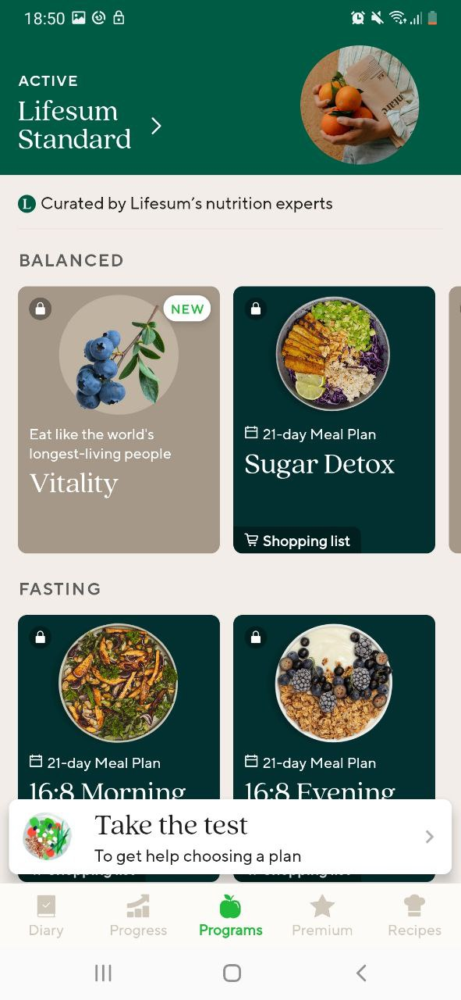 18:50
ACTIVE
Lifesum
Standard
L Curated by Lifesum's nutrition experts
BALANCED
NEW
Eat like the world's
longest-living people
Vitality
21-day Meal Plan
Sugar Detox
Shopping list
FASTING
21-day Meal Plan
16:8 Morning
21-day Meal Plan
16:8 Evening
Take the test
To get help choosing a plan
Diary
Progress
Programs
Premium
Recipes